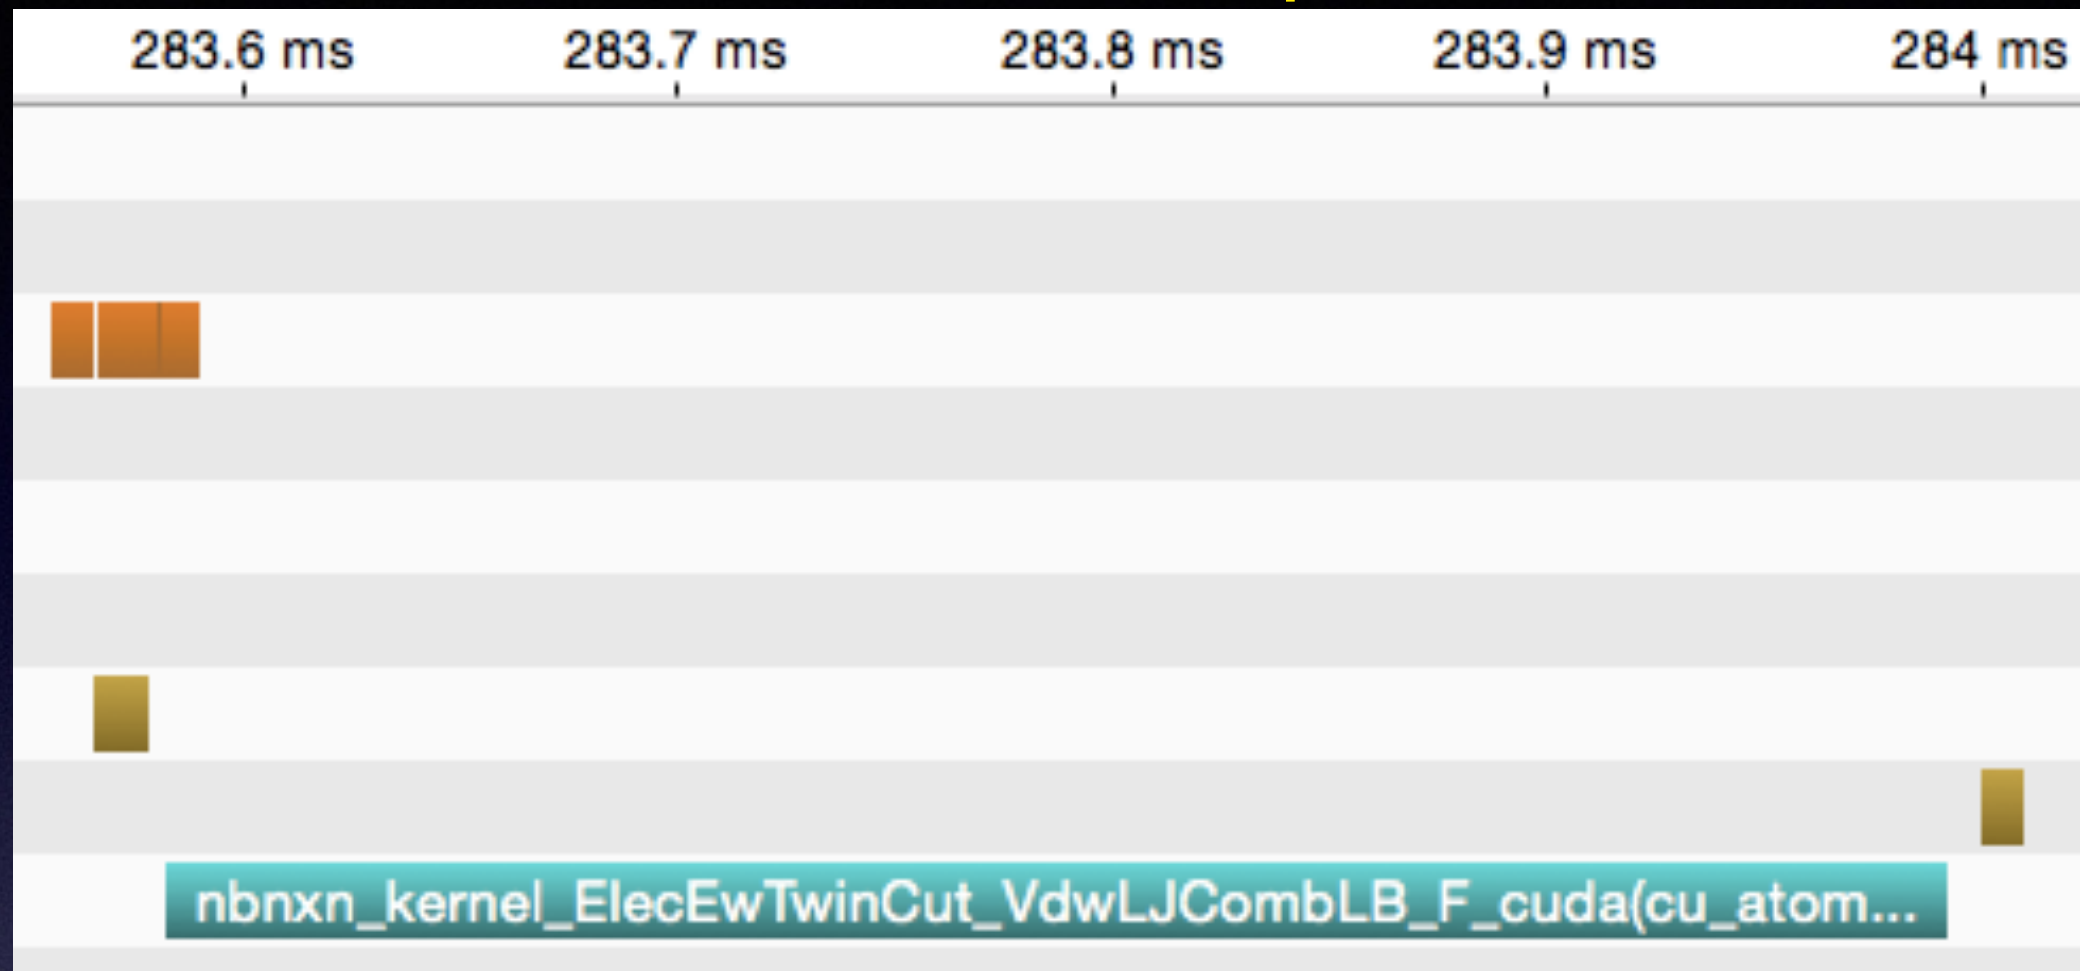 283.6 ms 283.7 ms 283.8 ms 283.9 ms 284 ms
nbnxn_kernel_ElecEwTwinCut_VdwLJCombLB_F_cuda(cu_atom...